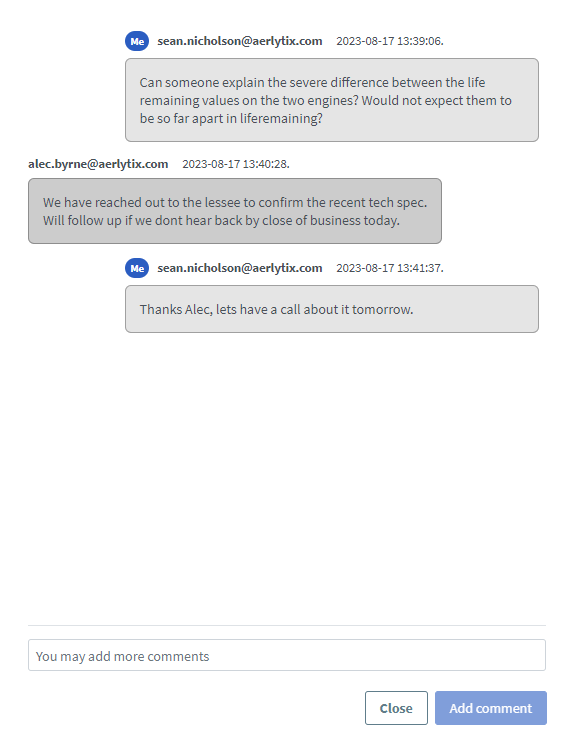 Me sean.nicholson@aerlytix.com 2023-08-17 13:39:06.
Can someone explain the severe difference between the life
remaining values on the two engines? Would not expect them to
be so far apart in liferemaining?
alec.byrne@aerlytix.com 2023-08-17 13:40:28.
We have reached out to the lessee to confirm the recent tech spec.
Will follow up if we dont hear back by close of business today.
Me sean.nicholson@aerlytix.com 2023-08-17 13:41:37.
Thanks Alec, lets have a call about it tomorrow.
You may add more comments
Close Add comment